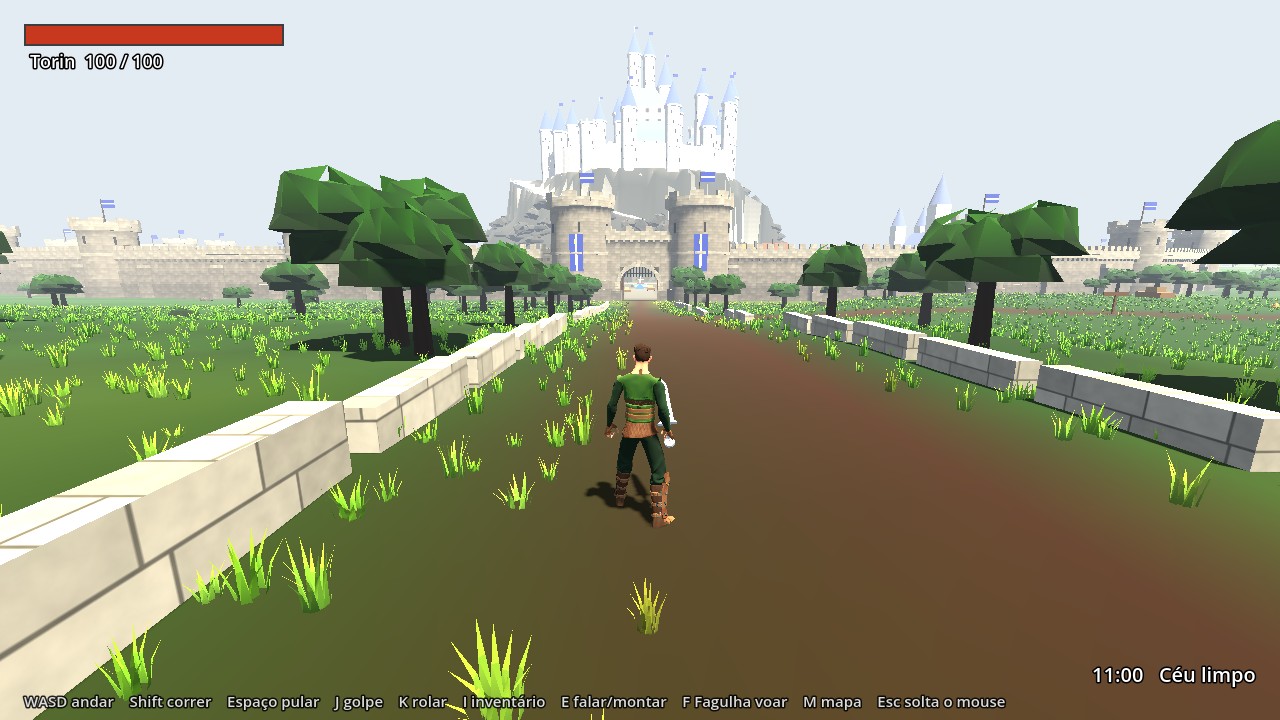 Torin 100 / 100
11:00 Céu limpo
WASD andar Shift correr Espaço pular J golpe K rolar I inventário E falar/montar F Fagulha voar M mapa Esc solta o mouse